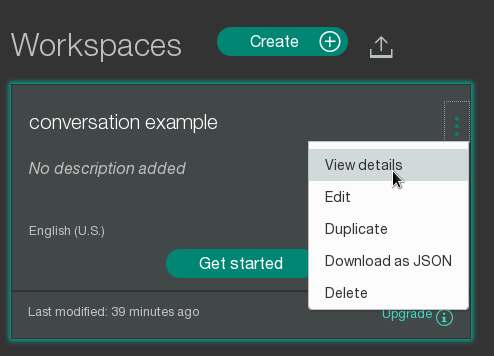 Workspaces
Create
conversation example
No description added
English (U.S.)
Get started
Last modified: 39 minutes ago
Upgrade
View details
Edit
Duplicate
Download as JSON
Delete